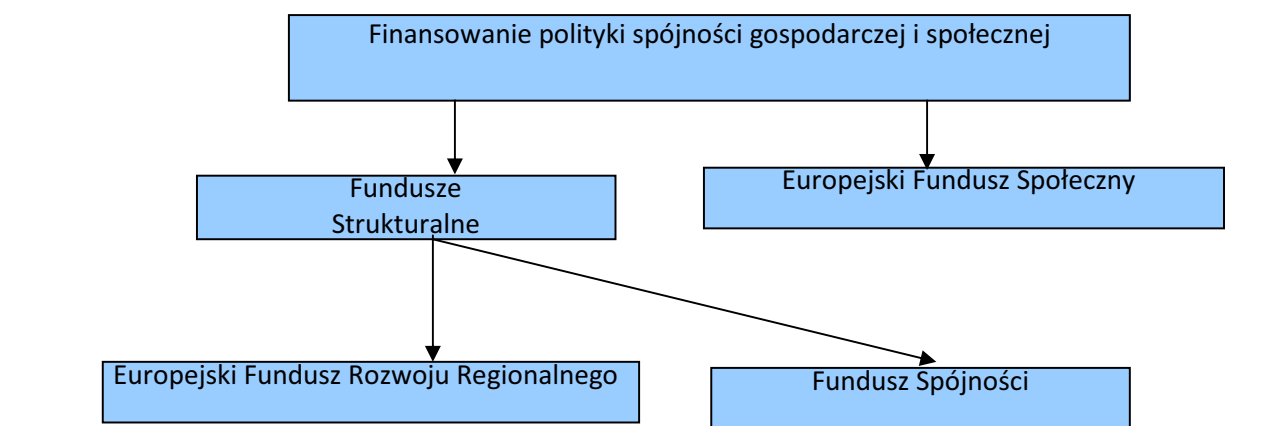 Finansowanie polityki spójności gospodarczej i społecznej
Fundusze
Strukturalne
Europejski Fundusz Społeczny
Europejski Fundusz Rozwoju Regionalnego
Fundusz Spójności